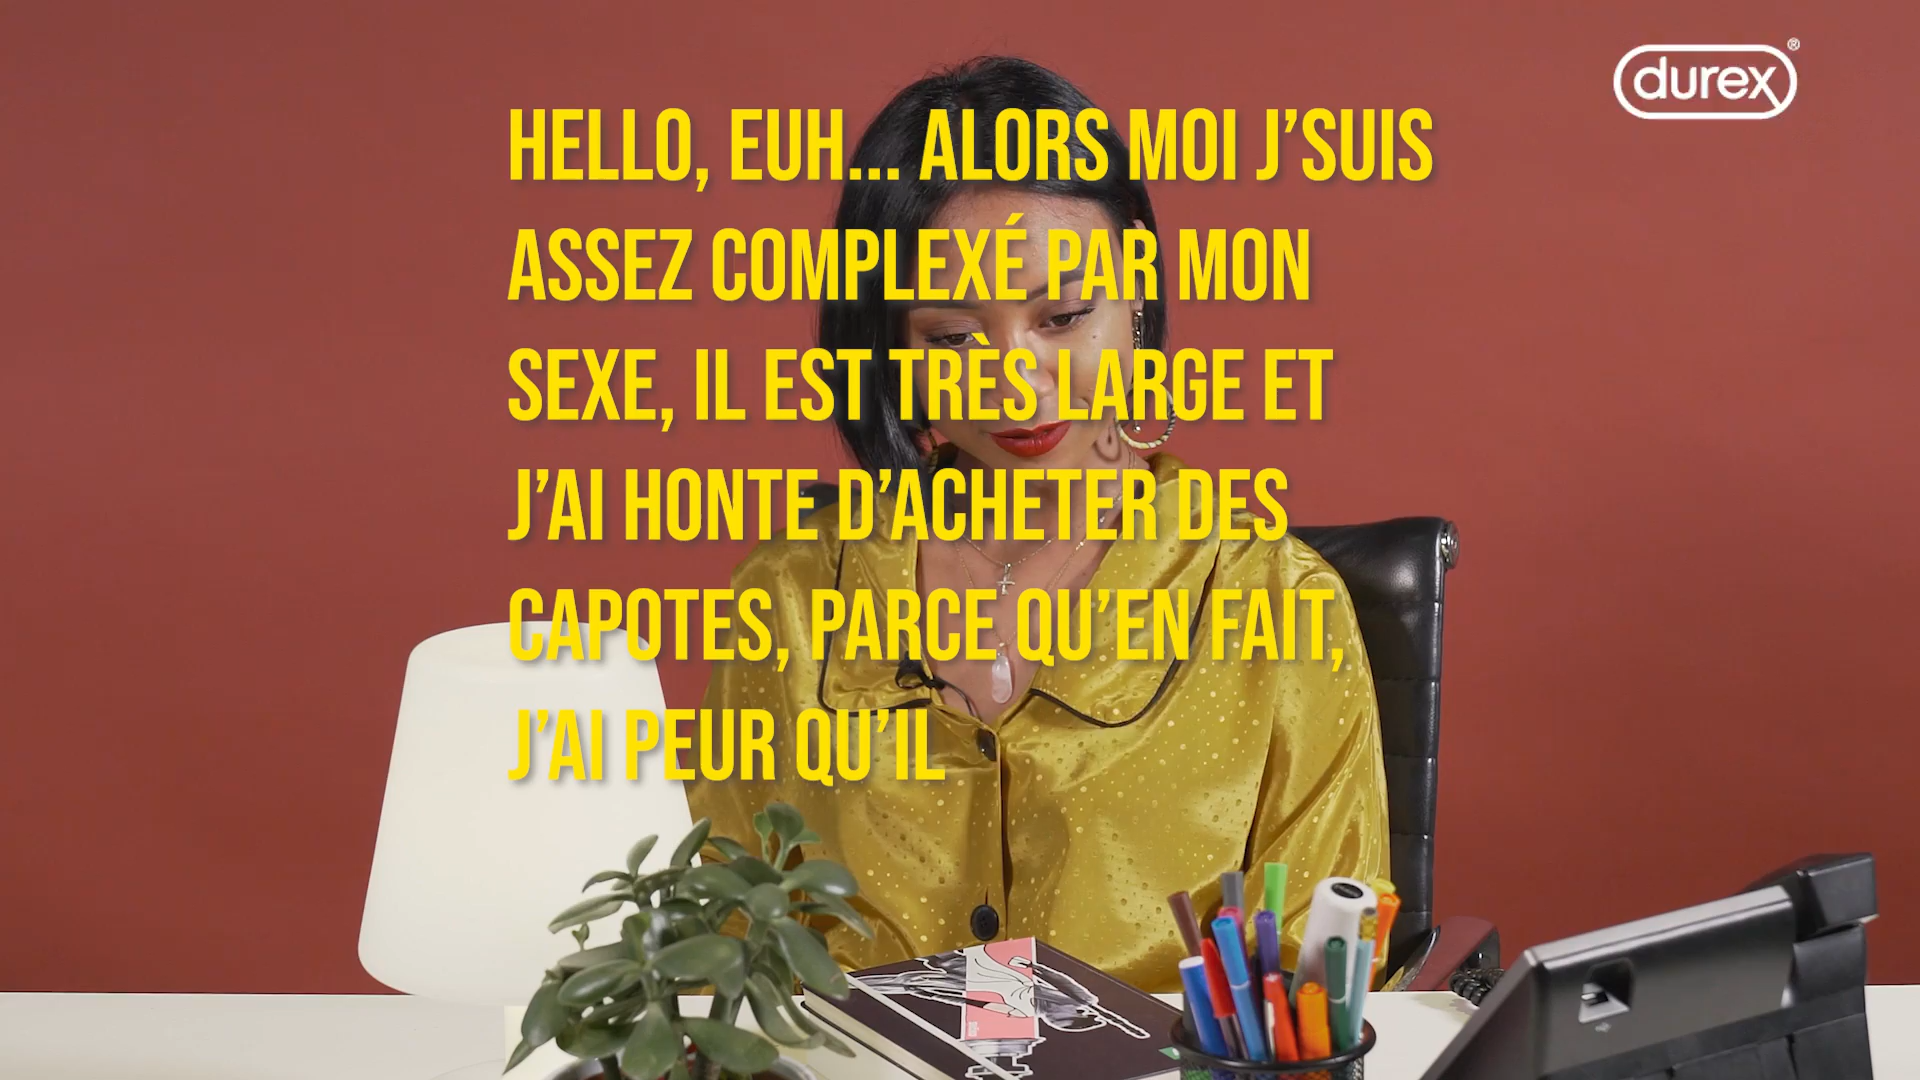 durex®
HELLO, EUH... ALORS MOI J'SUIS
ASSEZ COMPLEXÉ PAR MON
SEXE, IL EST TRÈS LARGE ET
J'AI HONTE D'ACHETER DES
CAPOTES, PARCE QU'EN FAIT,
J'AI PEUR QU'IL